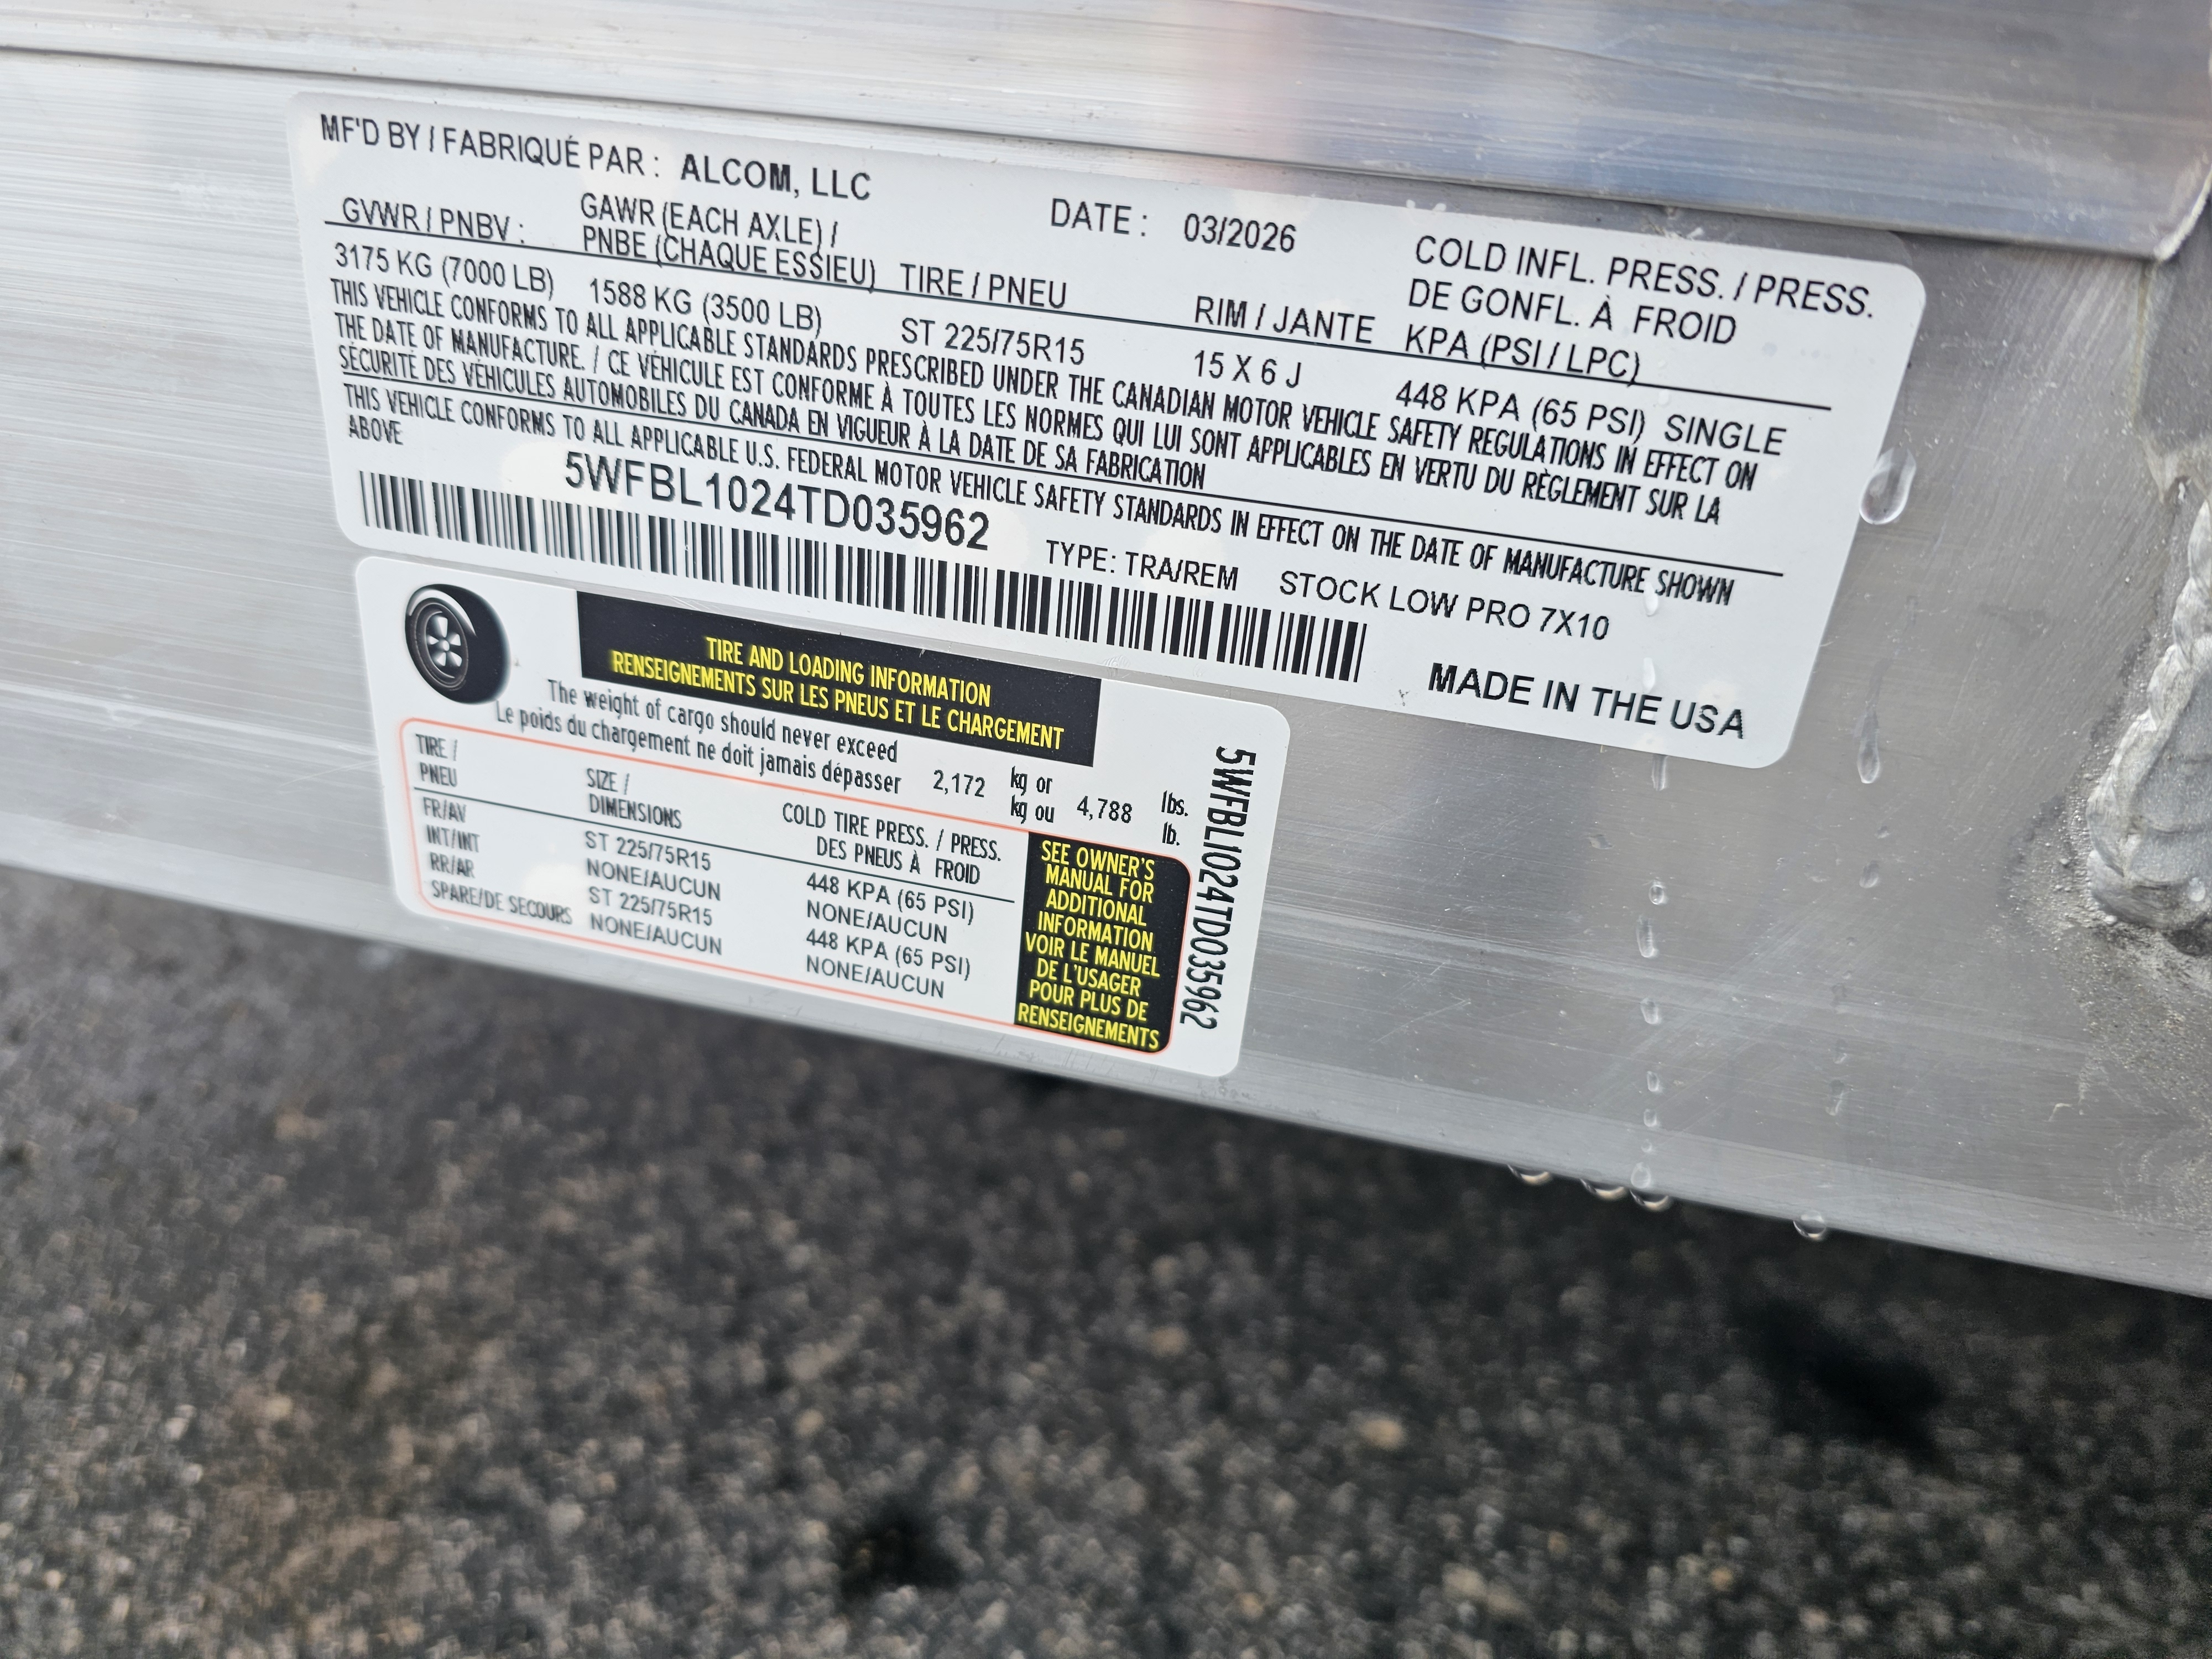 MF'D BY / FABRIQUÉ PAR : ALCOM, LLC
DATE : 03/2026
GVWR / PNBV :
GAWR (EACH AXLE) /
PNBE (CHAQUE ESSIEU)
TIRE / PNEU
RIM / JANTE
COLD INFL. PRESS. / PRESS.
DE GONFL. À FROID
KPA (PSI / LPC)
3175 KG (7000 LB) 1588 KG (3500 LB) ST 225/75R15 15 X 6 J 448 KPA (65 PSI) SINGLE
THIS VEHICLE CONFORMS TO ALL APPLICABLE STANDARDS PRESCRIBED UNDER THE CANADIAN MOTOR VEHICLE SAFETY REGULATIONS IN EFFECT ON
THE DATE OF MANUFACTURE. / CE VÉHICULE EST CONFORME À TOUTES LES NORMES QUI LUI SONT APPLICABLES EN VERTU DU RÈGLEMENT SUR LA
SÉCURITÉ DES VÉHICULES AUTOMOBILES DU CANADA EN VIGUEUR À LA DATE DE SA FABRICATION
THIS VEHICLE CONFORMS TO ALL APPLICABLE U.S. FEDERAL MOTOR VEHICLE SAFETY STANDARDS IN EFFECT ON THE DATE OF MANUFACTURE SHOWN
ABOVE
5WFBL1024TD035962 TYPE: TRA/REM STOCK LOW PRO 7X10
MADE IN THE USA
TIRE AND LOADING INFORMATION
RENSEIGNEMENTS SUR LES PNEUS ET LE CHARGEMENT
The weight of cargo should never exceed
Le poids du chargement ne doit jamais dépasser
2,172
kg or
kg ou
4,788
lbs.
lb.
TIRE /
PNEU
SIZE /
DIMENSIONS
COLD TIRE PRESS. / PRESS.
DES PNEUS À FROID
FR/AV ST 225/75R15 448 KPA (65 PSI)
INT/INT NONE/AUCUN NONE/AUCUN
RR/AR ST 225/75R15 448 KPA (65 PSI)
SPARE/DE SECOURS NONE/AUCUN NONE/AUCUN
SEE OWNER'S
MANUAL FOR
ADDITIONAL
INFORMATION
VOIR LE MANUEL
DE L'USAGER
POUR PLUS DE
RENSEIGNEMENTS
5WFBL1024TD035962